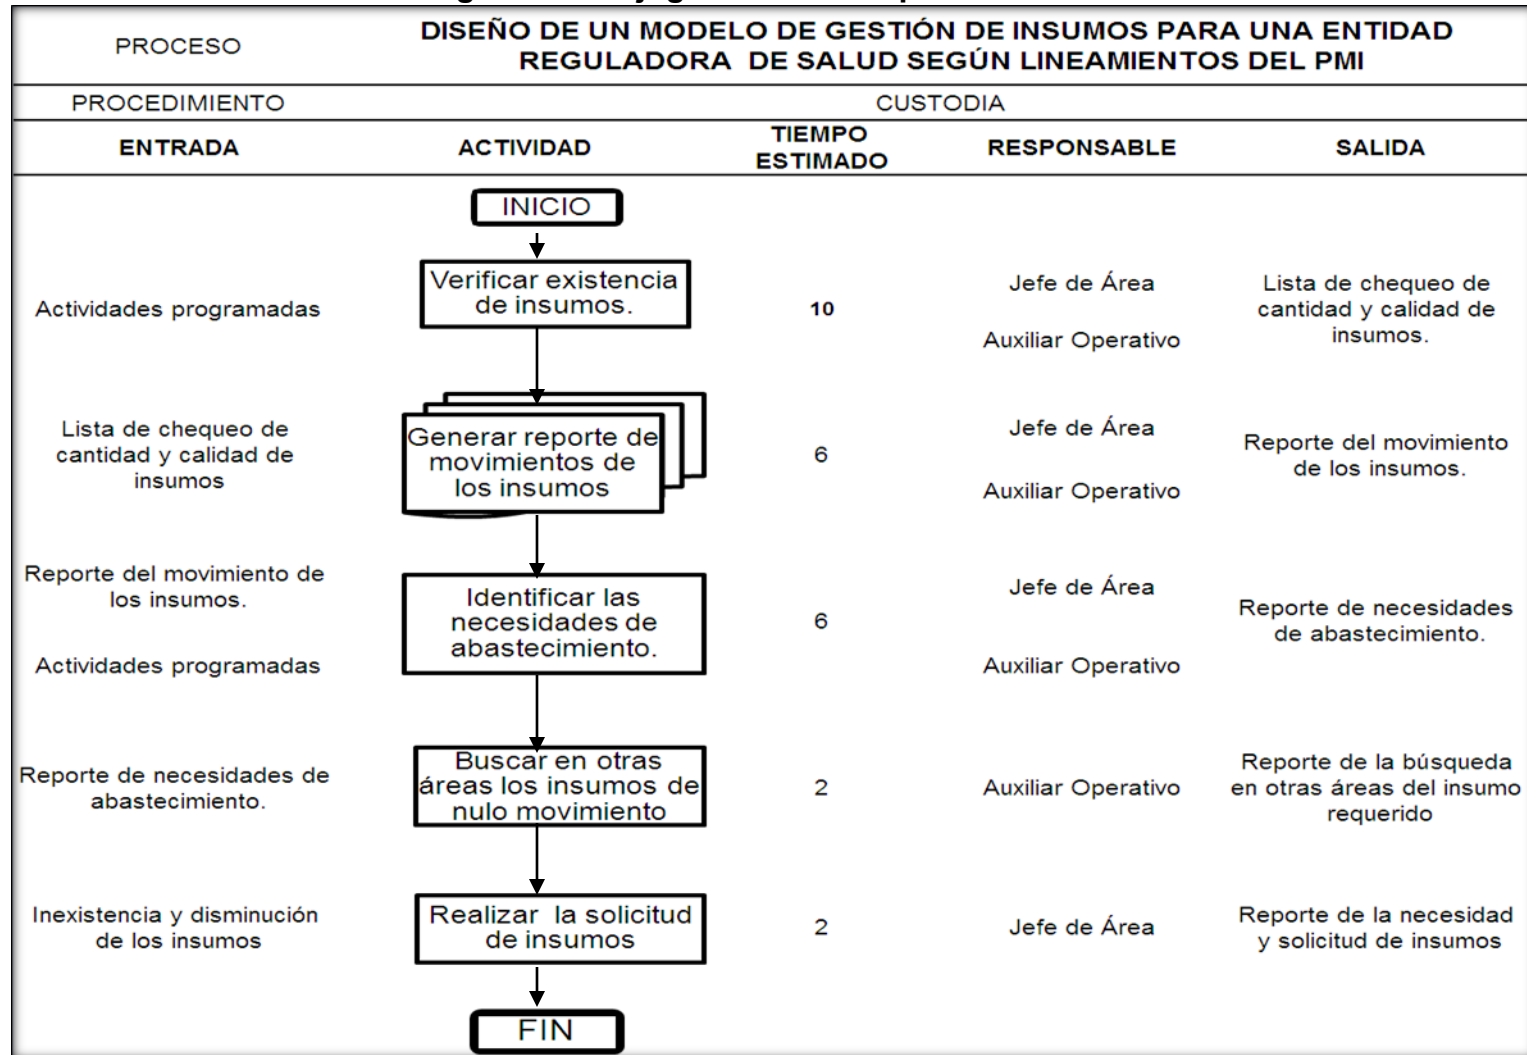 PROCESO
DISEÑO DE UN MODELO DE GESTIÓN DE INSUMOS PARA UNA ENTIDAD
REGULADORA DE SALUD SEGÚN LINEAMIENTOS DEL PMI
PROCEDIMIENTO
CUSTODIA
ENTRADA
ACTIVIDAD
TIEMPO
ESTIMADO
RESPONSABLE
SALIDA
INICIO
Actividades programadas
Verificar existencia
de insumos.
10
Jefe de Área
Auxiliar Operativo
Lista de chequeo de
cantidad y calidad de
insumos.
Lista de chequeo de
cantidad y calidad de
insumos
Generar reporte de
movimientos de
los insumos
6
Jefe de Área
Auxiliar Operativo
Reporte del movimiento
de los insumos.
Reporte del movimiento de
los insumos.
Actividades programadas
Identificar las
necesidades de
abastecimiento.
6
Jefe de Área
Auxiliar Operativo
Reporte de necesidades
de abastecimiento.
Reporte de necesidades de
abastecimiento.
Buscar en otras
áreas los insumos de
nulo movimiento
2
Auxiliar Operativo
Reporte de la búsqueda
en otras áreas del insumo
requerido
Inexistencia y disminución
de los insumos
Realizar la solicitud
de insumos
2
Jefe de Área
Reporte de la necesidad
y solicitud de insumos
FIN